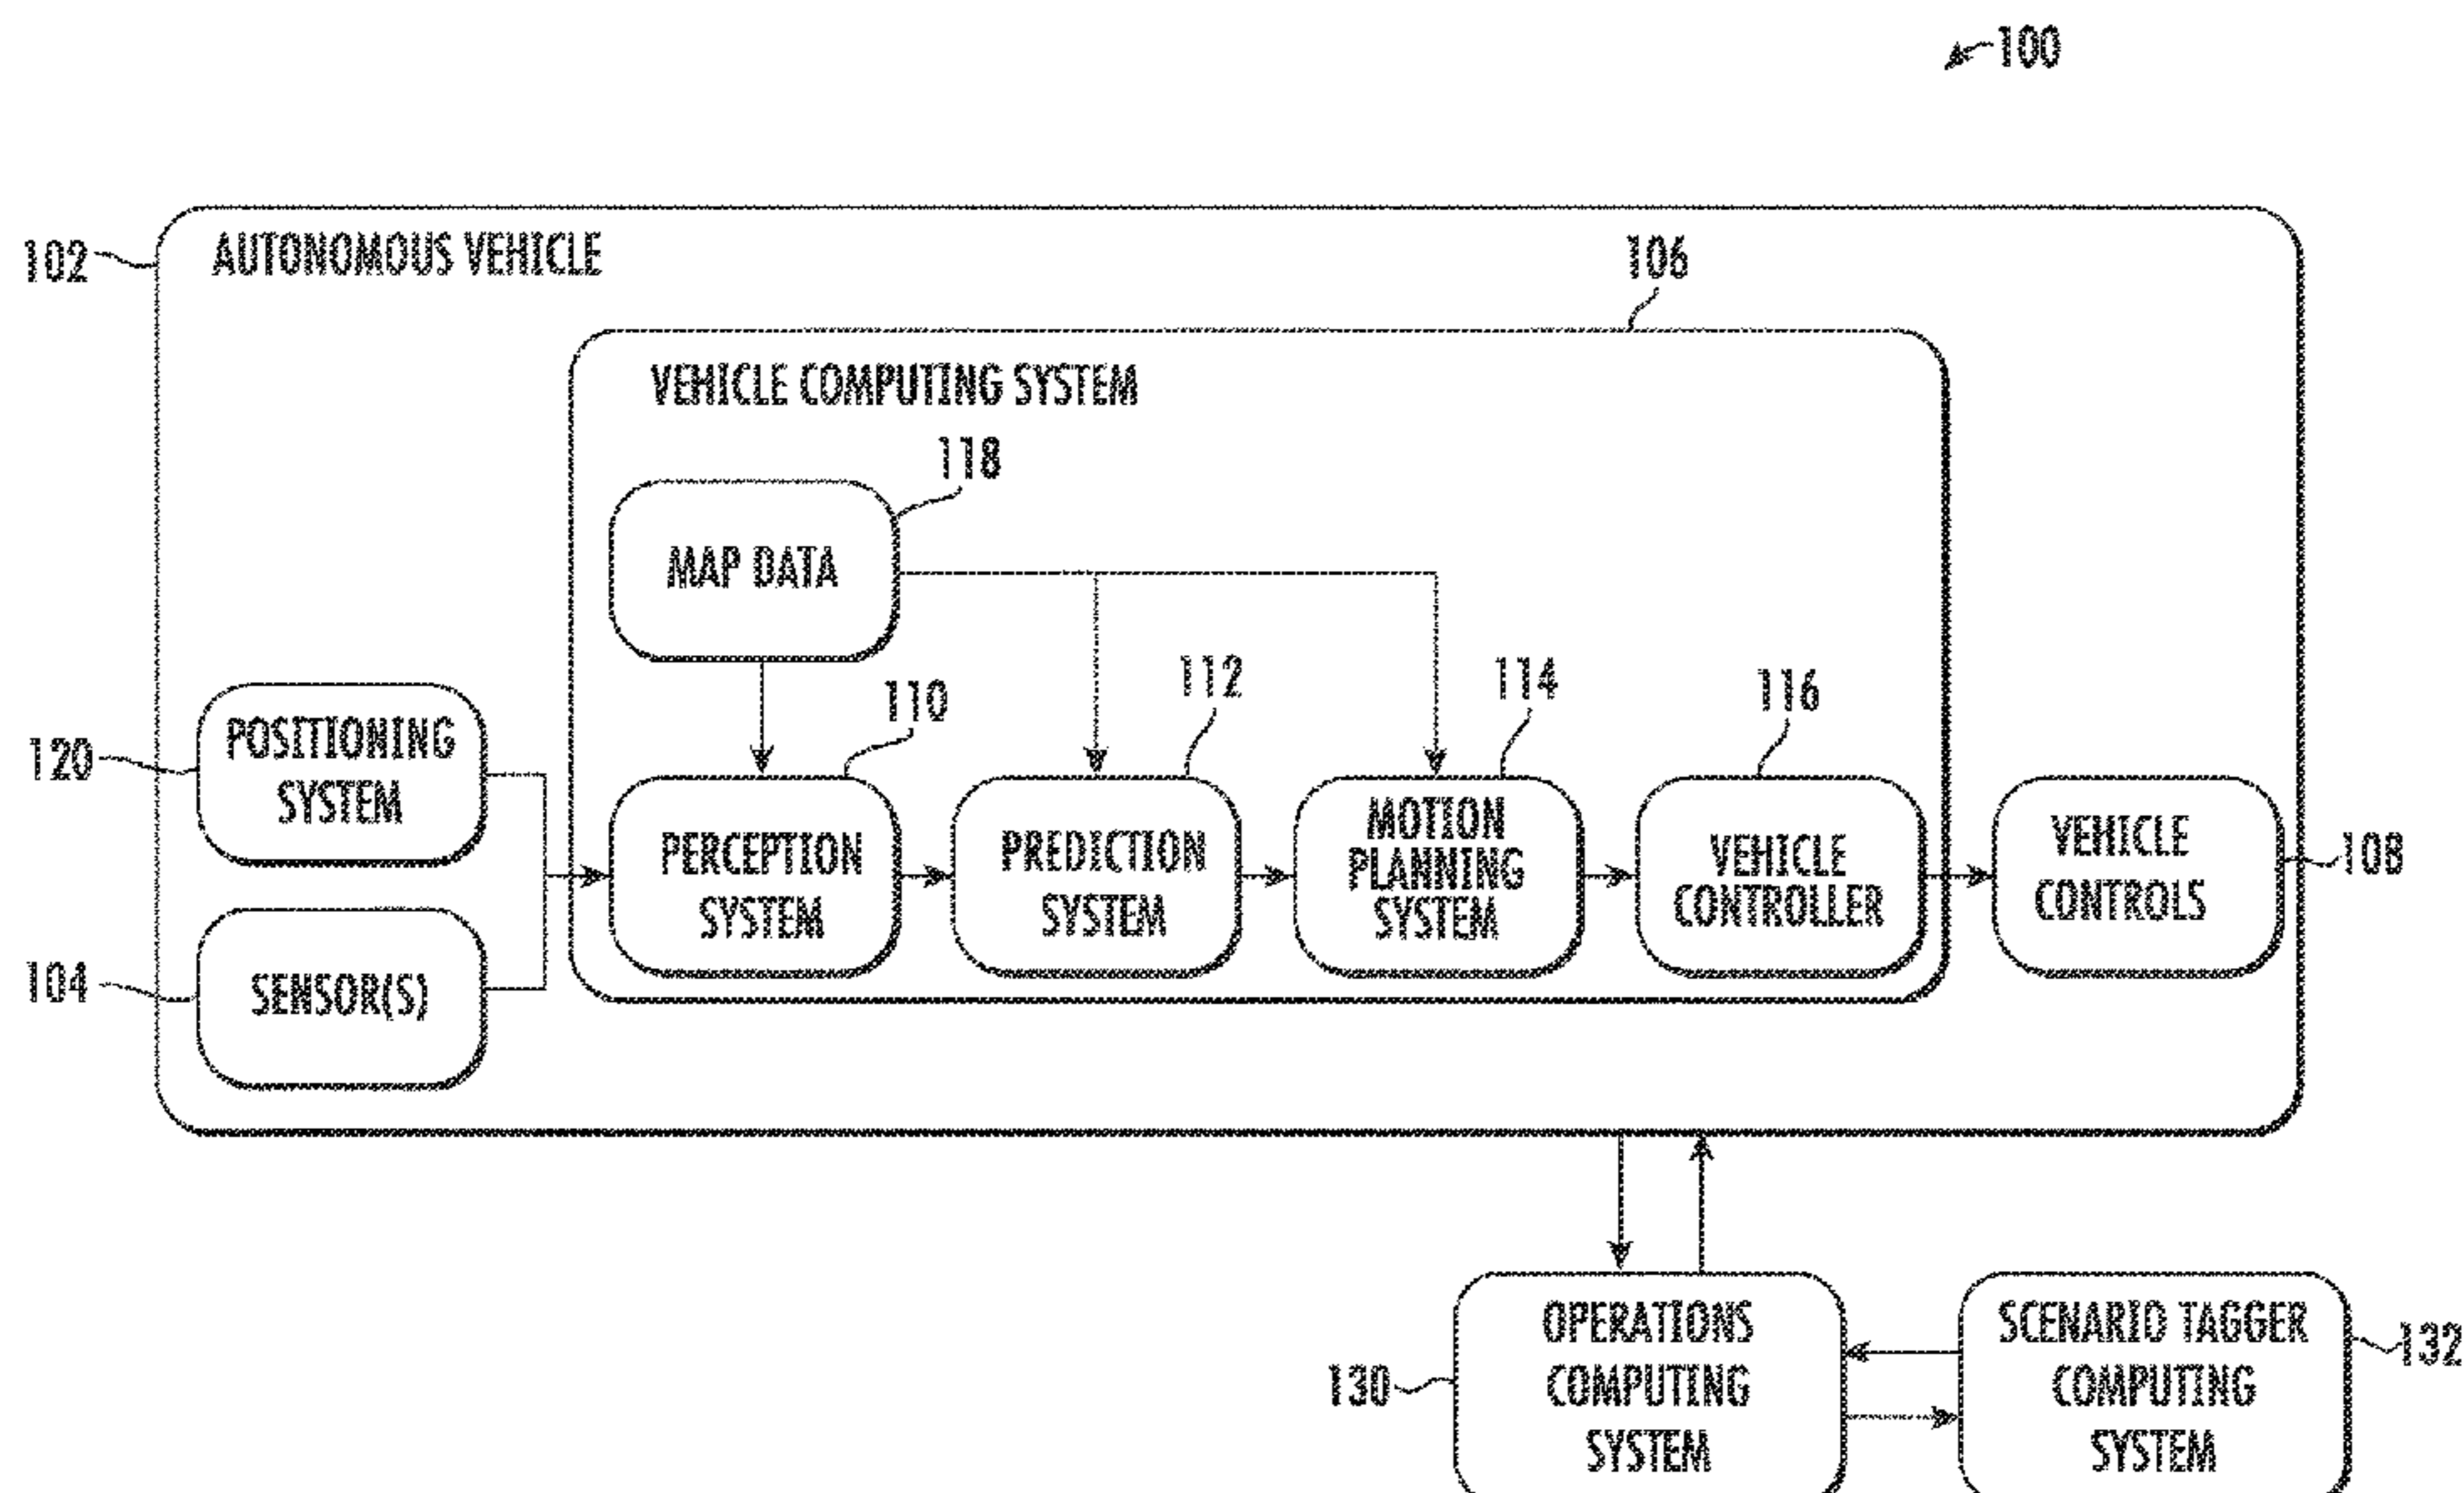 100
102
AUTONOMOUS VEHICLE
106
VEHICLE COMPUTING SYSTEM
118
MAP DATA
120
POSITIONING
SYSTEM
110
112
114
116
PERCEPTION
SYSTEM
PREDICTION
SYSTEM
MOTION
PLANNING
SYSTEM
VEHICLE
CONTROLLER
VEHICLE
CONTROLS
108
104
SENSOR(S)
130
OPERATIONS
COMPUTING
SYSTEM
SCENARIO TAGGER
COMPUTING
SYSTEM
132